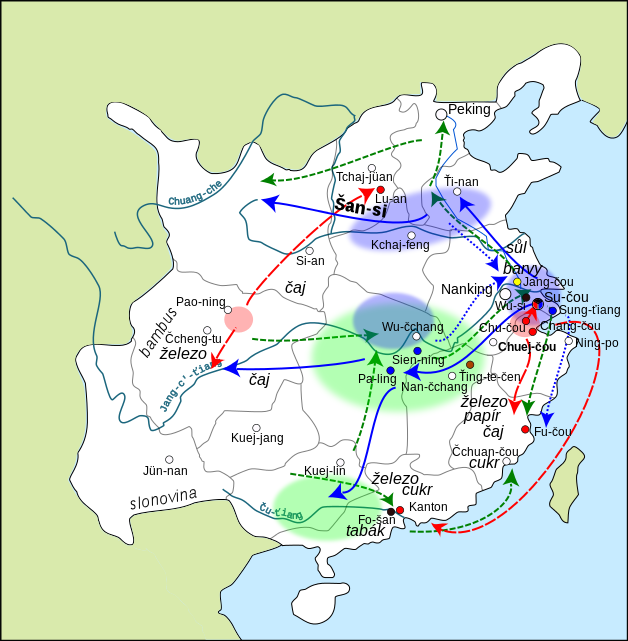 Peking
Tchaj-jüan
Ťi-nan
Chuang-che
Lu-an
Šan-si
Kchaj-feng
sůl
Si-an
barvy
čaj
Nanking
Jang-čou
Wu-si
Su-čou
Pao-ning
Sung-ťiang
bambus
Wu-čchang
Chu-čou
Chang-čou
Čcheng-tu
Chuej-čou
Ning-po
železo
Sien-ning
Jang-c'-ťiang
čaj
Pa-ling
Nan-čchang
Ťing-te-čen
železo
papír
čaj
Fu-čou
Kuej-jang
Čchuan-čou
cukr
Jün-nan
Kuej-lin
železo
cukr
slonovina
Ču-ťiang
Kanton
Fo-šan
tabák